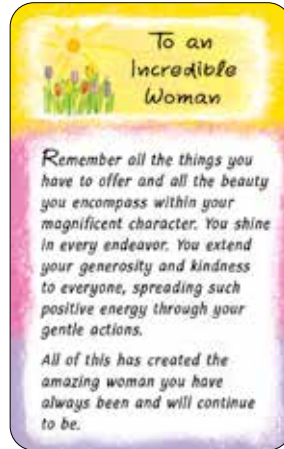 To an
Incredible
Woman
Remember all the things you
have to offer and all the beauty
you encompass within your
magnificent character. You shine
in every endeavor. You extend
your generosity and kindness
to everyone, spreading such
positive energy through your
gentle actions.
All of this has created the
amazing woman you have
always been and will continue
to be.